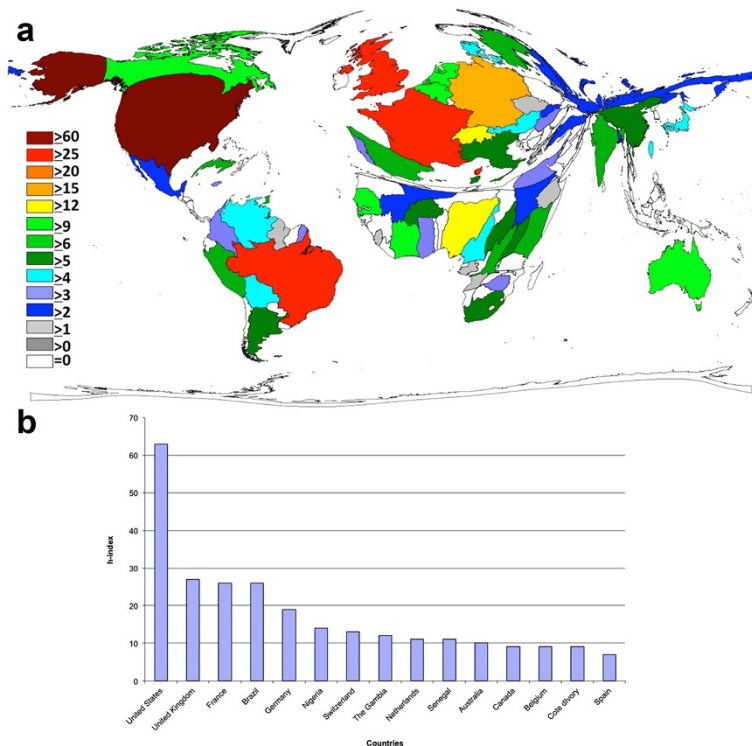 a
≥60
≥25
≥20
≥15
≥12
≥9
≥6
≥5
≥4
≥3
≥2
≥1
>0
=0
b
70
60
50
40
30
20
10
0
h-index
United States
United Kingdom
France
Brazil
Germany
Nigeria
Switzerland
The Gambia
Netherlands
Senegal
Australia
Canada
Belgium
Cote dIvory
Spain
Countries